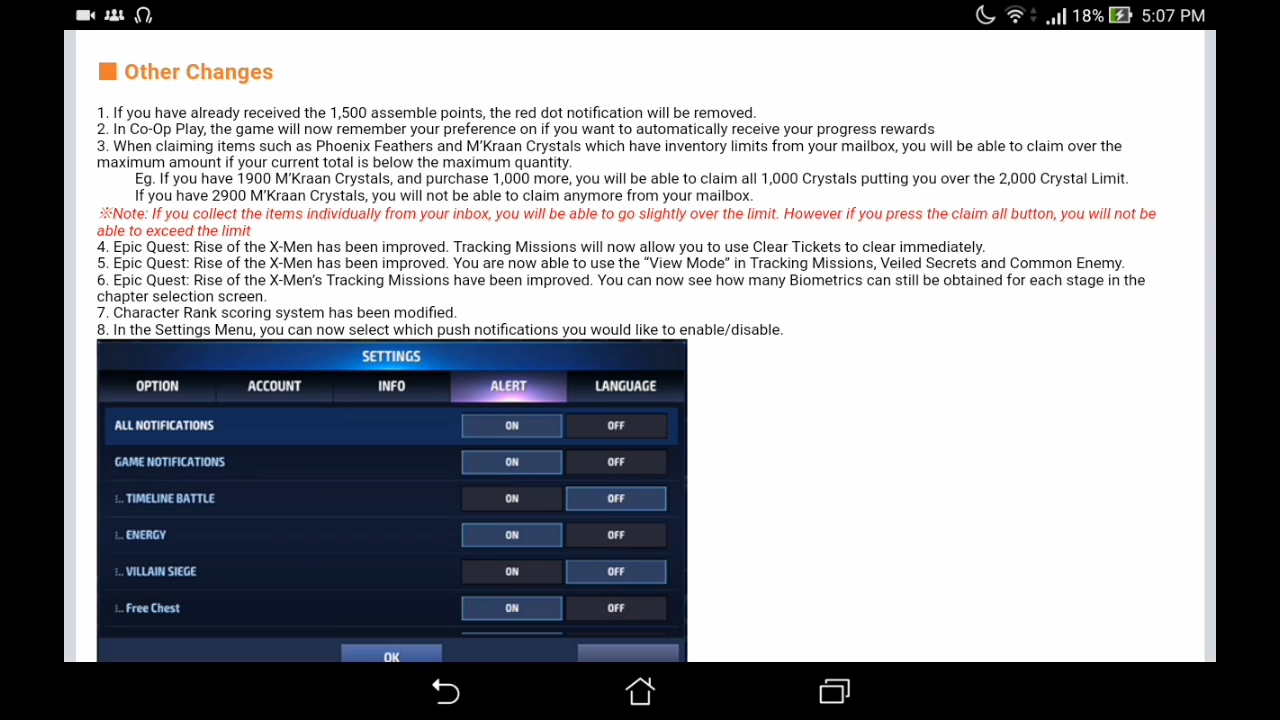 18% 5:07 PM
Other Changes
1. If you have already received the 1,500 assemble points, the red dot notification will be removed.
2. In Co-Op Play, the game will now remember your preference on if you want to automatically receive your progress rewards
3. When claiming items such as Phoenix Feathers and M'Kraan Crystals which have inventory limits from your mailbox, you will be able to claim over the
maximum amount if your current total is below the maximum quantity.
Eg. If you have 1900 M'Kraan Crystals, and purchase 1,000 more, you will be able to claim all 1,000 Crystals putting you over the 2,000 Crystal Limit.
If you have 2900 M'Kraan Crystals, you will not be able to claim anymore from your mailbox.
※Note: If you collect the items individually from your inbox, you will be able to go slightly over the limit. However if you press the claim all button, you will not be
able to exceed the limit
4. Epic Quest: Rise of the X-Men has been improved. Tracking Missions will now allow you to use Clear Tickets to clear immediately.
5. Epic Quest: Rise of the X-Men has been improved. You are now able to use the "View Mode" in Tracking Missions, Veiled Secrets and Common Enemy.
6. Epic Quest: Rise of the X-Men's Tracking Missions have been improved. You can now see how many Biometrics can still be obtained for each stage in the
chapter selection screen.
7. Character Rank scoring system has been modified.
8. In the Settings Menu, you can now select which push notifications you would like to enable/disable.
SETTINGS
OPTION ACCOUNT INFO ALERT LANGUAGE
ALL NOTIFICATIONS ON OFF
GAME NOTIFICATIONS ON OFF
TIMELINE BATTLE ON OFF
ENERGY ON OFF
VILLAIN SIEGE ON OFF
Free Chest ON OFF
OK